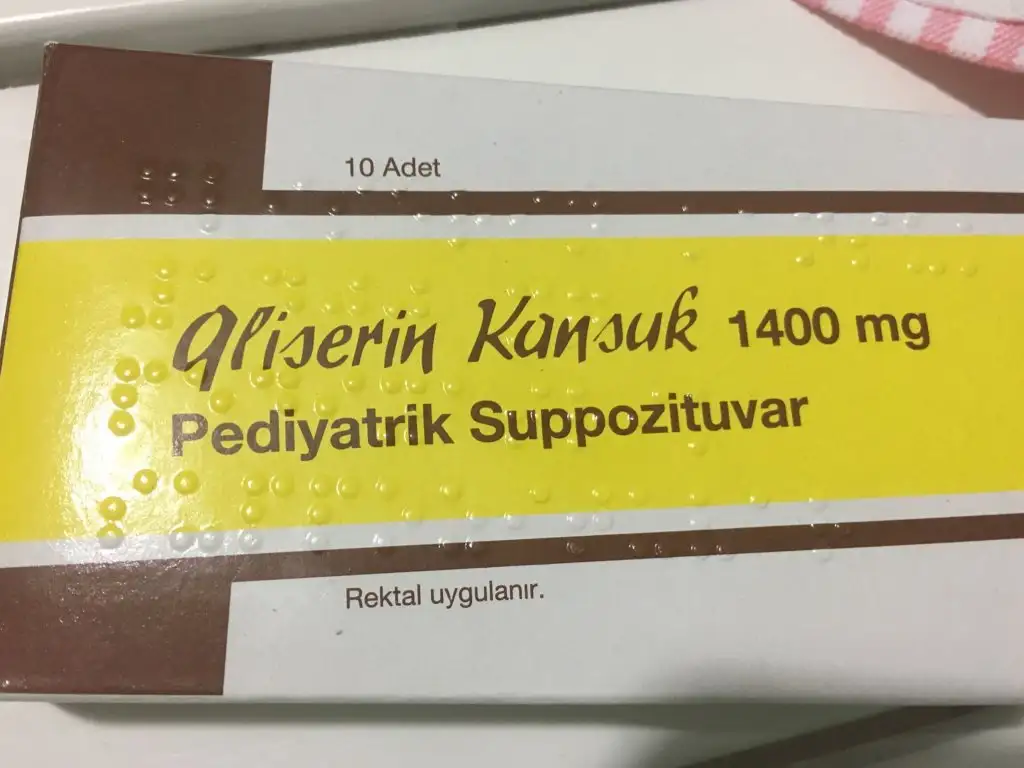 10 Adet
Gliserin Kansuk 1400 mg
Pediyatrik Suppozituvar
Rektal uygulanır.